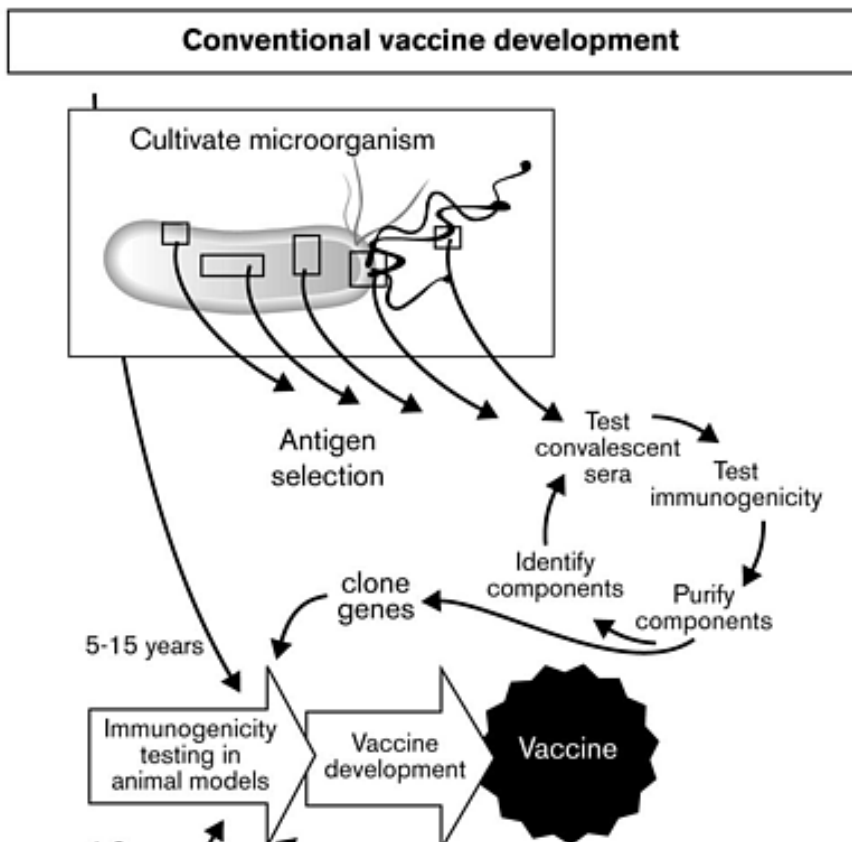 Conventional vaccine development
Cultivate microorganism
Antigen
selection
Test
convalescent
sera
Test
immunogenicity
Purify
components
Identify
components
clone
genes
5-15 years
Immunogenicity
testing in
animal models
Vaccine
development
Vaccine